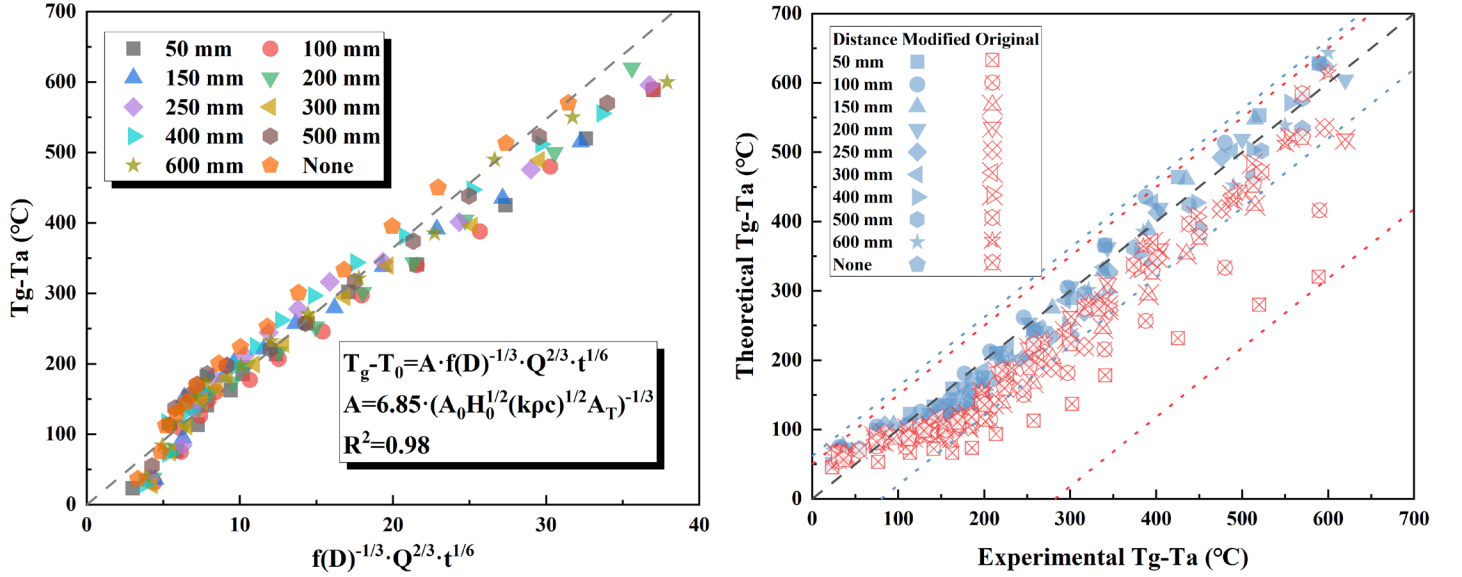 700
600
500
400
300
200
100
0
Tg-Ta (°C)
50 mm 100 mm
150 mm 200 mm
250 mm 300 mm
400 mm 500 mm
600 mm None
T_g-T_0=A·f(D)^-1/3·Q^2/3·t^1/6
A=6.85·(A_0H_0^1/2(kρc)^1/2A_T)^-1/3
R^2=0.98
0 10 20 30 40
f(D)^-1/3·Q^2/3·t^1/6
700
600
500
400
300
200
100
0
Theoretical Tg-Ta (°C)
Distance Modified Original
50 mm
100 mm
150 mm
200 mm
250 mm
300 mm
400 mm
500 mm
600 mm
None
0 100 200 300 400 500 600 700
Experimental Tg-Ta (°C)